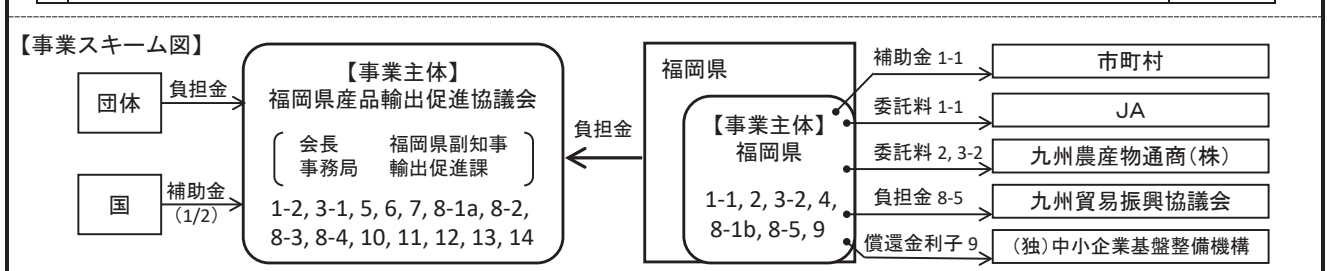 【事業スキーム図】
団体
負担金
国
補助金
(1/2)
【事業主体】
福岡県産品輸出促進協議会
会長　福岡県副知事
事務局　輸出促進課
1-2, 3-1, 5, 6, 7, 8-1a, 8-2,
8-3, 8-4, 10, 11, 12, 13, 14
負担金
福岡県
【事業主体】
福岡県
1-1, 2, 3-2, 4,
8-1b, 8-5, 9
補助金 1-1
市町村
委託料 1-1
JA
委託料 2, 3-2
九州農産物通商(株)
負担金 8-5
九州貿易振興協議会
償還金利子 9
(独)中小企業基盤整備機構